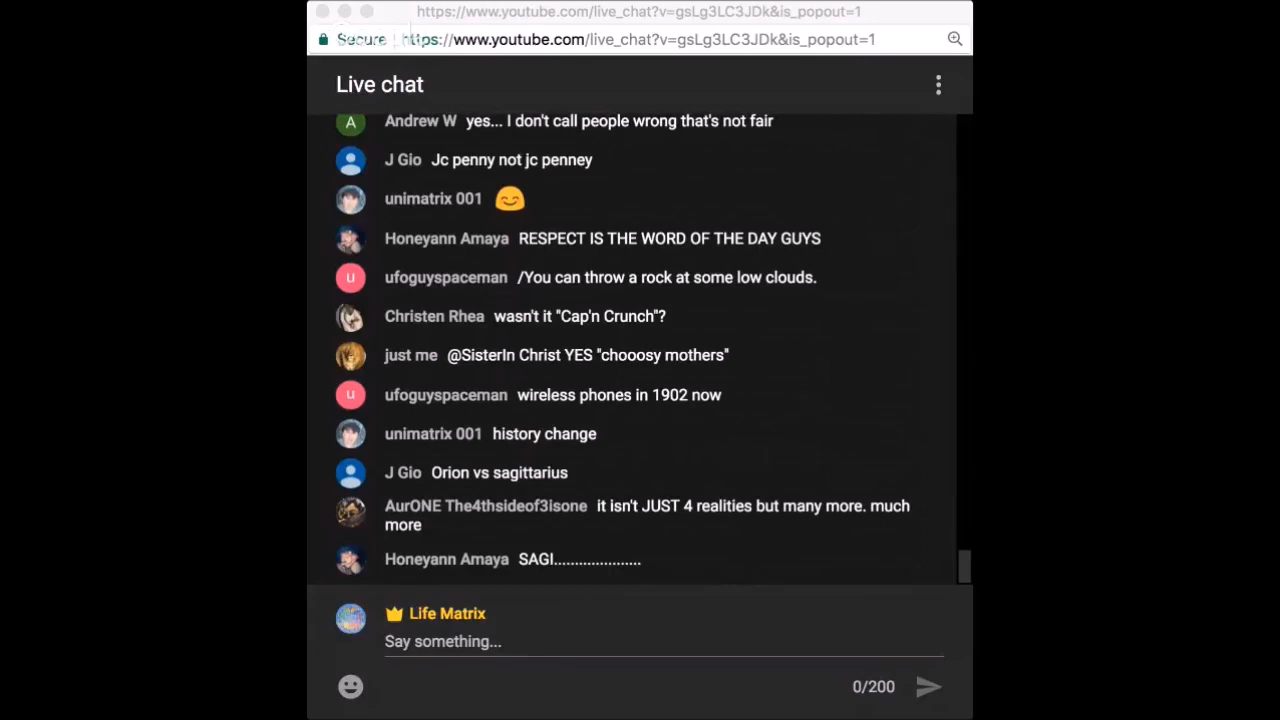 https://www.youtube.com/live_chat?v=gsLg3LC3JDk&is_popout=1
Secure https://www.youtube.com/live_chat?v=gsLg3LC3JDk&is_popout=1
Live chat
A Andrew W yes... I don't call people wrong that's not fair
J Gio Jc penny not jc penney
unimatrix 001 😊
Honeyann Amaya RESPECT IS THE WORD OF THE DAY GUYS
u ufoguyspaceman /You can throw a rock at some low clouds.
Christen Rhea wasn't it "Cap'n Crunch"?
just me @SisterIn Christ YES "chooosy mothers"
u ufoguyspaceman wireless phones in 1902 now
unimatrix 001 history change
J Gio Orion vs sagittarius
AurONE The4thsideof3isone it isn't JUST 4 realities but many more. much
more
Honeyann Amaya SAGI.....................
Life Matrix
Say something...
0/200